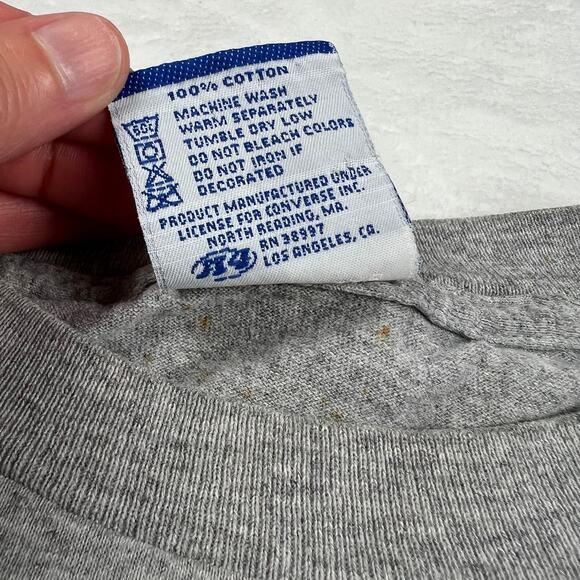 100% COTTON
MACHINE WASH
WARM SEPARATELY
TUMBLE DRY LOW
DO NOT BLEACH COLORS
DO NOT IRON IF
DECORATED
PRODUCT MANUFACTURED UNDER
LICENSE FOR CONVERSE INC.
NORTH READING, MA.
RN 38997
LOS ANGELES, CA.